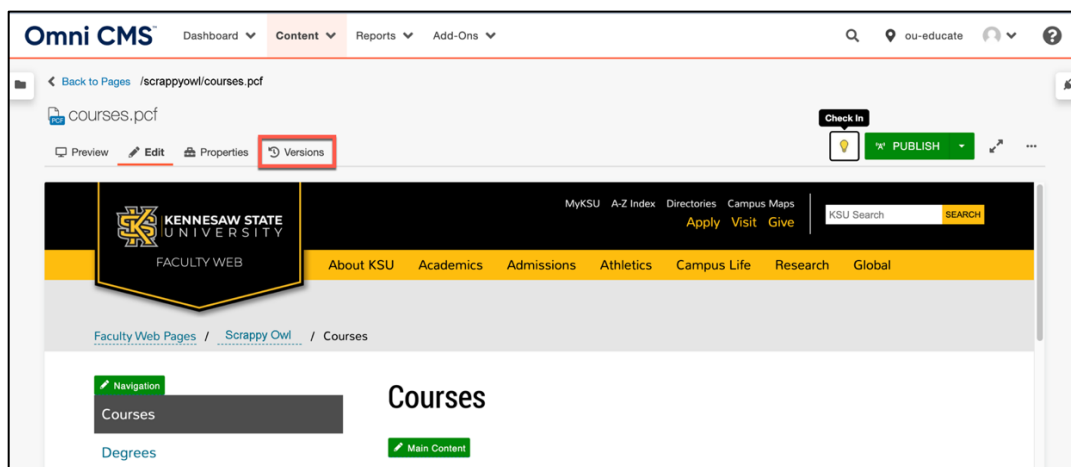 Omni CMS Dashboard Content Reports Add-Ons ou-educate
Back to Pages /scrappyowl/courses.pcf
PCF courses.pcf
Check In
Preview Edit Properties Versions PUBLISH
MyKSU A-Z Index Directories Campus Maps
Apply Visit Give
KSU Search SEARCH
KENNESAW STATE
UNIVERSITY
FACULTY WEB
About KSU Academics Admissions Athletics Campus Life Research Global
Faculty Web Pages / Scrappy Owl / Courses
Navigation
Courses
Degrees
Courses
Main Content